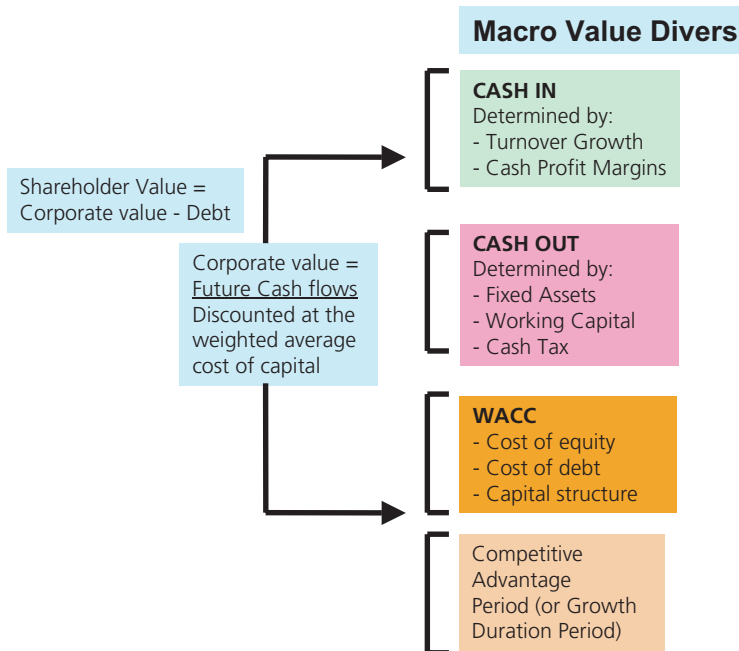 Macro Value Divers
CASH IN
Determined by:
- Turnover Growth
- Cash Profit Margins
Shareholder Value =
Corporate value - Debt
Corporate value =
Future Cash flows
Discounted at the
weighted average
cost of capital
CASH OUT
Determined by:
- Fixed Assets
- Working Capital
- Cash Tax
WACC
- Cost of equity
- Cost of debt
- Capital structure
Competitive
Advantage
Period (or Growth
Duration Period)